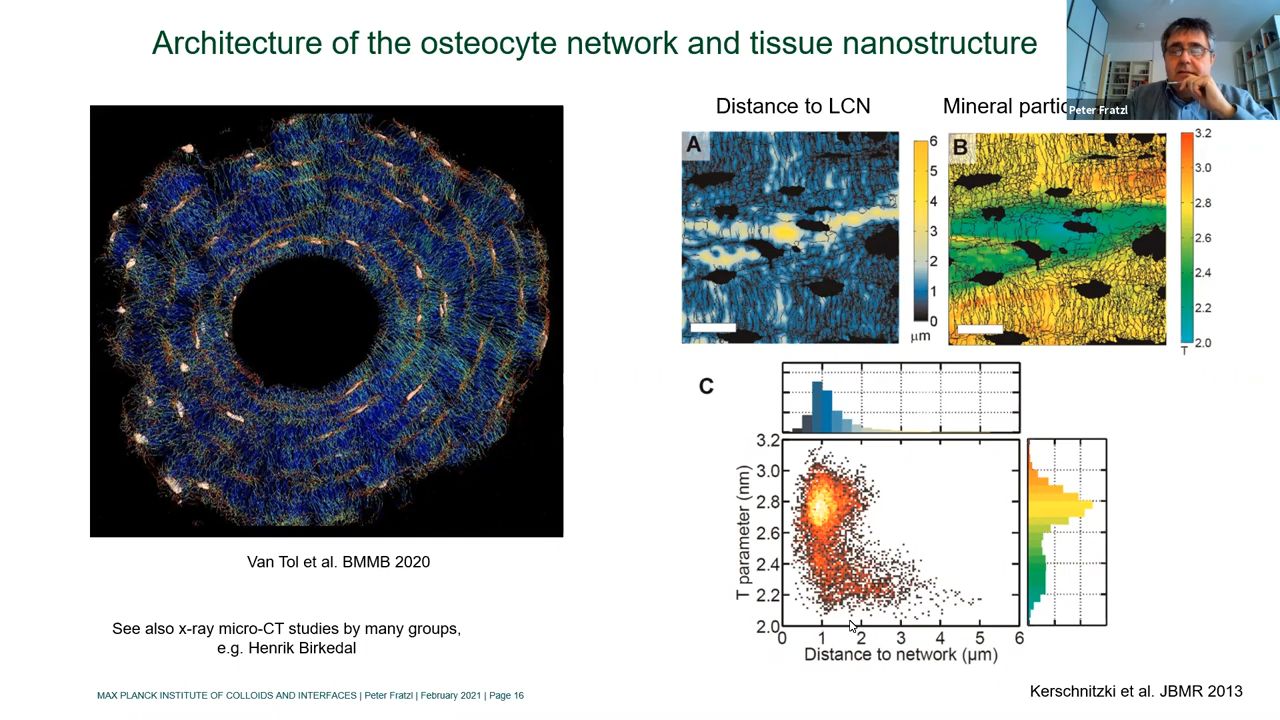 Architecture of the osteocyte network and tissue nanostructure
Peter Fratzl
Distance to LCN
Mineral partic
A
6
5
4
3
2
1
0
µm
B
3.2
3.0
2.8
2.6
2.4
2.2
2.0
T
C
3.2
3.0
2.8
2.6
2.4
2.2
2.0
T parameter (nm)
0 1 2 3 4 5 6
Distance to network (µm)
Van Tol et al. BMMB 2020
See also x-ray micro-CT studies by many groups,
e.g. Henrik Birkedal
MAX PLANCK INSTITUTE OF COLLOIDS AND INTERFACES | Peter Fratzl | February 2021 | Page 16
Kerschnitzki et al. JBMR 2013